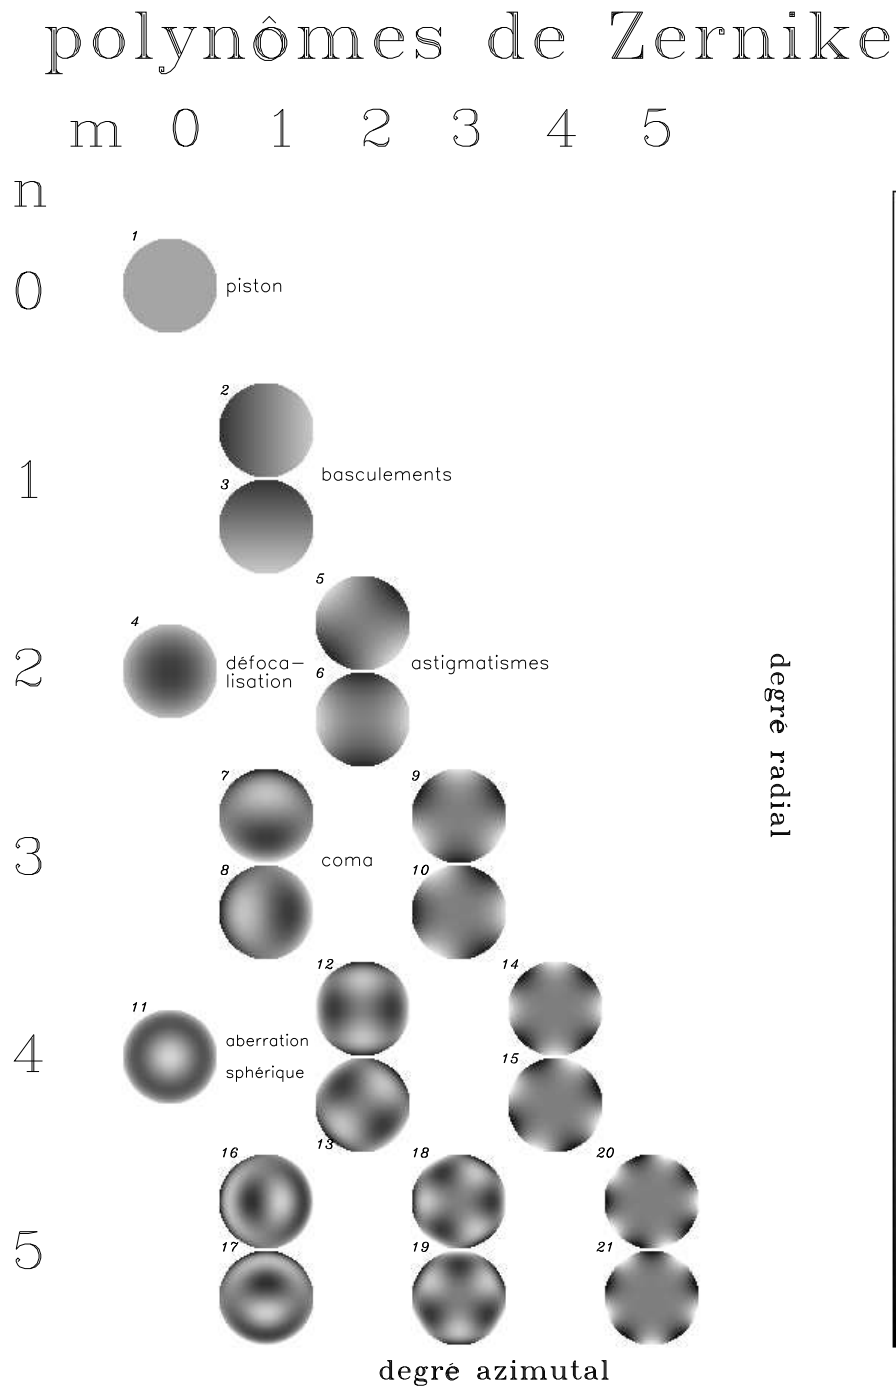 polynômes de Zernike
m 0 1 2 3 4 5
n
1
0 piston
2
1 basculements
3
5
4
2 défoca-
lisation
astigmatismes
6
degré radial
7 9
3 coma
8 10
12 14
11
4 aberration
sphérique
15
13
16 18 20
5
17 19 21
degré azimutal